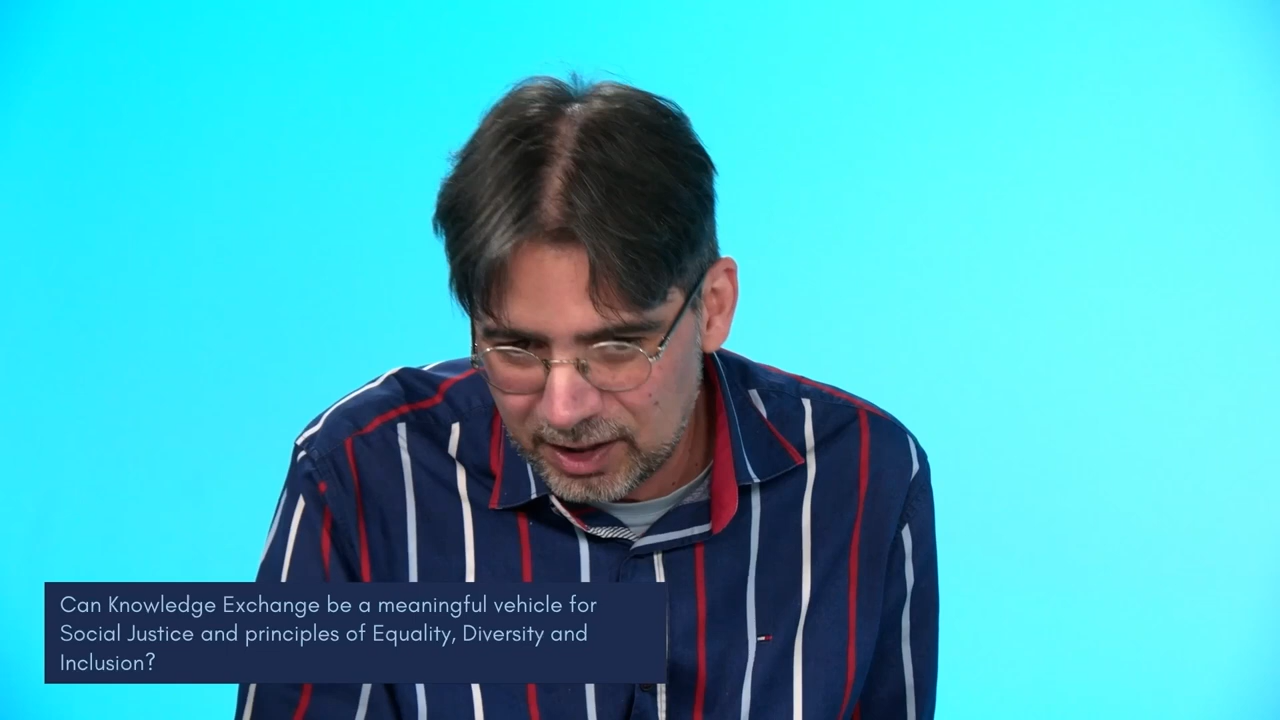 Can Knowledge Exchange be a meaningful vehicle for
Social Justice and principles of Equality, Diversity and
Inclusion?